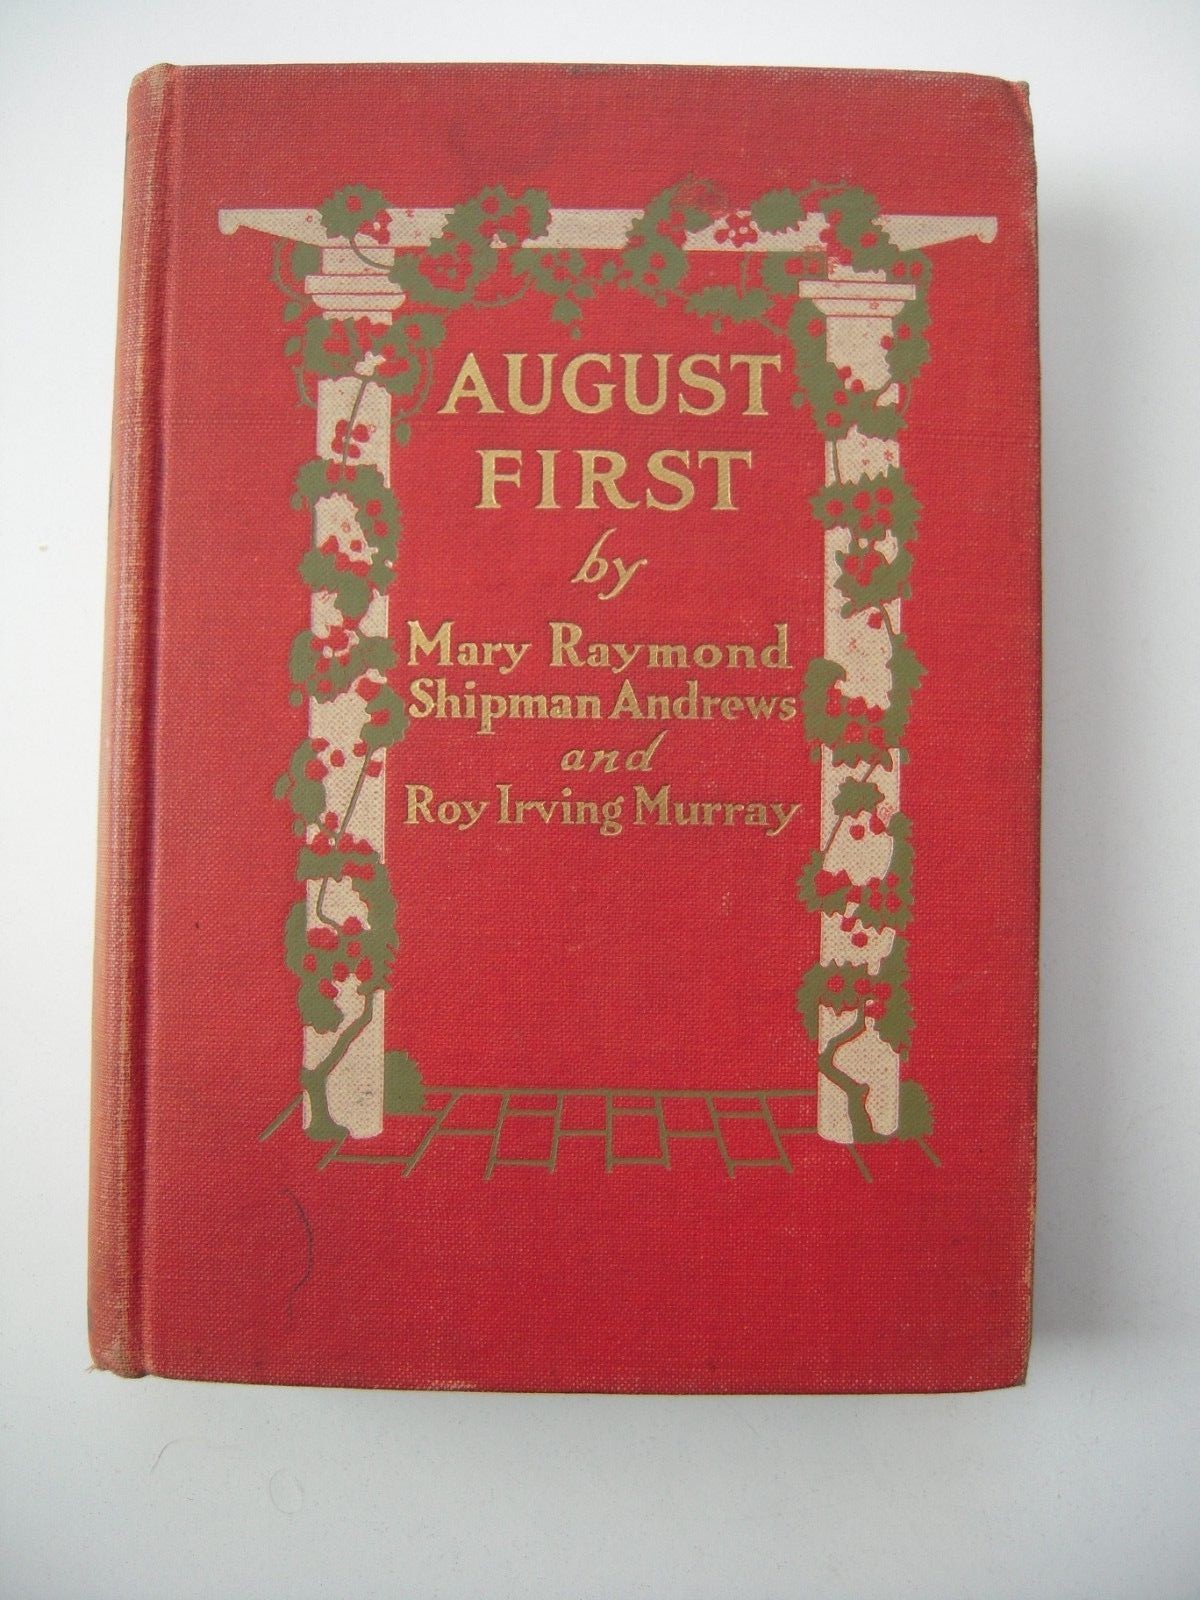 AUGUST
FIRST
by
Mary Raymond
Shipman Andrews
and
Roy Irving Murray